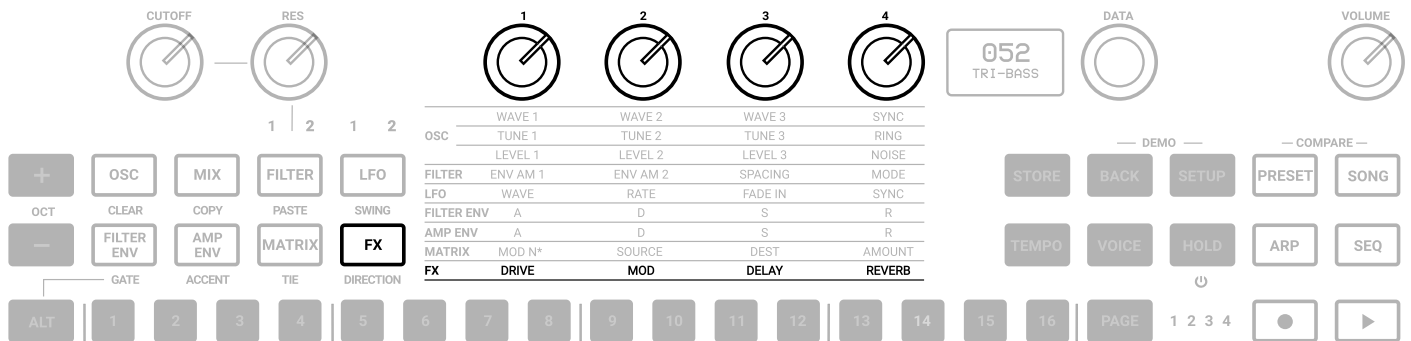 CUTOFF RES 1 2 3 4 DATA VOLUME
052
TRI-BASS
WAVE 1 WAVE 2 WAVE 3 SYNC
1 2 1 2
OSC TUNE 1 TUNE 2 TUNE 3 RING
DEMO COMPARE
LEVEL 1 LEVEL 2 LEVEL 3 NOISE
+ OSC MIX FILTER LFO
FILTER ENV AM 1 ENV AM 2 SPACING MODE
STORE BACK SETUP PRESET SONG
LFO WAVE RATE FADE IN SYNC
OCT CLEAR COPY PASTE SWING
FILTER ENV A D S R
AMP ENV A D S R
− FILTER ENV AMP ENV MATRIX FX
TEMPO VOICE HOLD ARP SEQ
MATRIX MOD N* SOURCE DEST AMOUNT
FX DRIVE MOD DELAY REVERB
GATE ACCENT TIE DIRECTION
ALT 1 2 3 4 5 6 7 8 9 10 11 12 13 14 15 16 PAGE 1 2 3 4